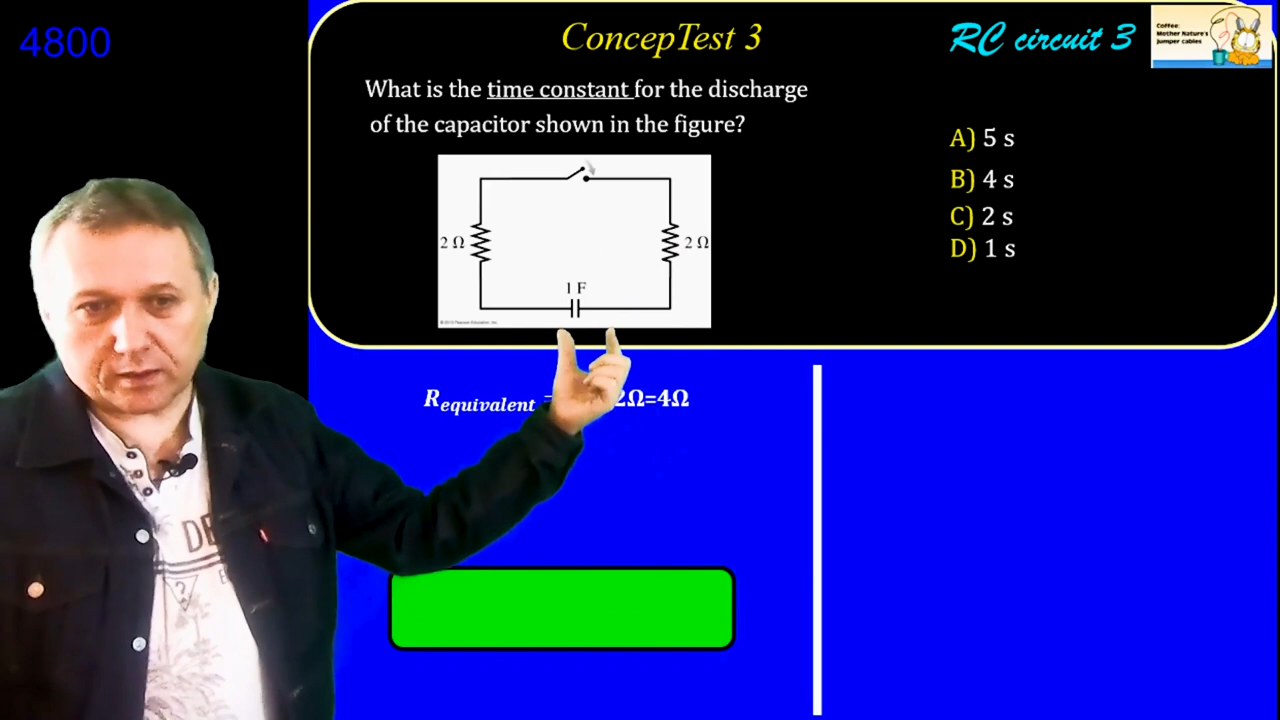 4800
ConcepTest 3
RC circuit 3
Coffee:
Mother Nature's
jumper cables
What is the time constant for the discharge
of the capacitor shown in the figure?
A) 5 s
B) 4 s
C) 2 s
D) 1 s
2 Ω
2 Ω
1 F
R equivalent = 2Ω=4Ω
DE
E
?